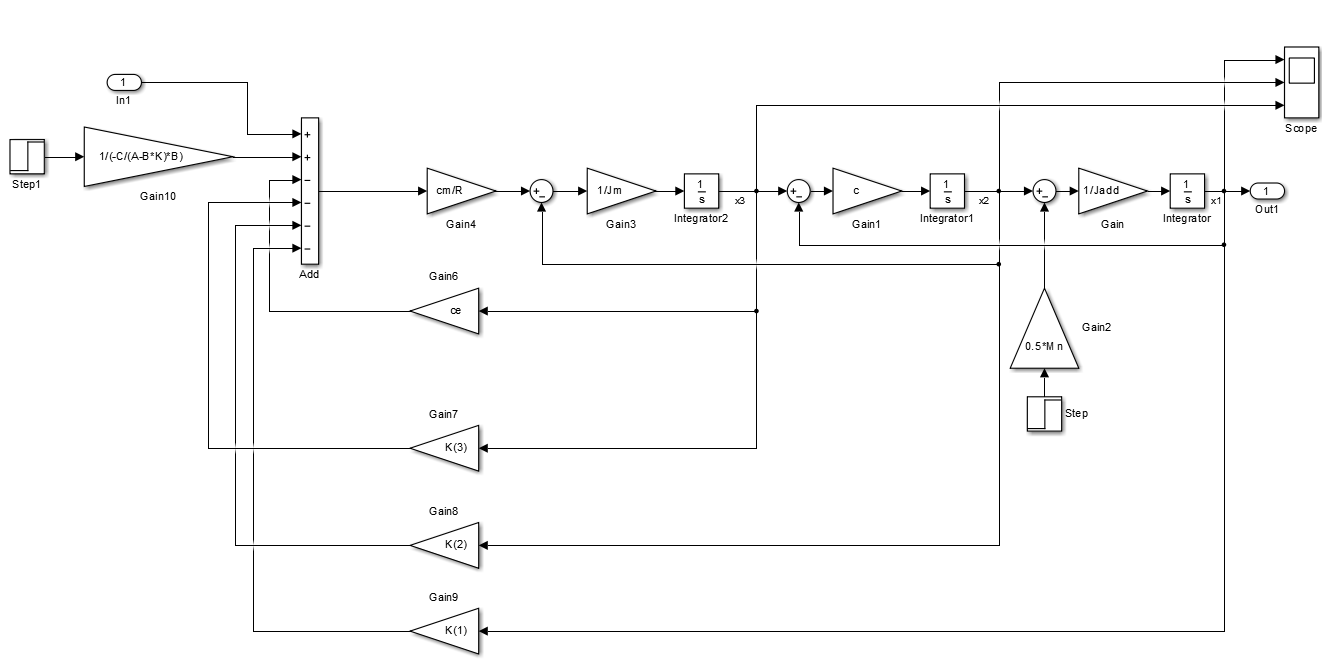 1
In1
Step1
1/(-C/(A-B*K)*B)
Gain10
+
+
−
−
−
−
Add
cm/R
Gain4
+
−
1/Jm
Gain3
1
s
Integrator2
x3
+
−
c
Gain1
1
s
Integrator1
x2
+
−
1/Jadd
Gain
1
s
Integrator
x1
1
Out1
Scope
Gain6
ce
Gain2
0.5*Mn
Step
Gain7
K(3)
Gain8
K(2)
Gain9
K(1)